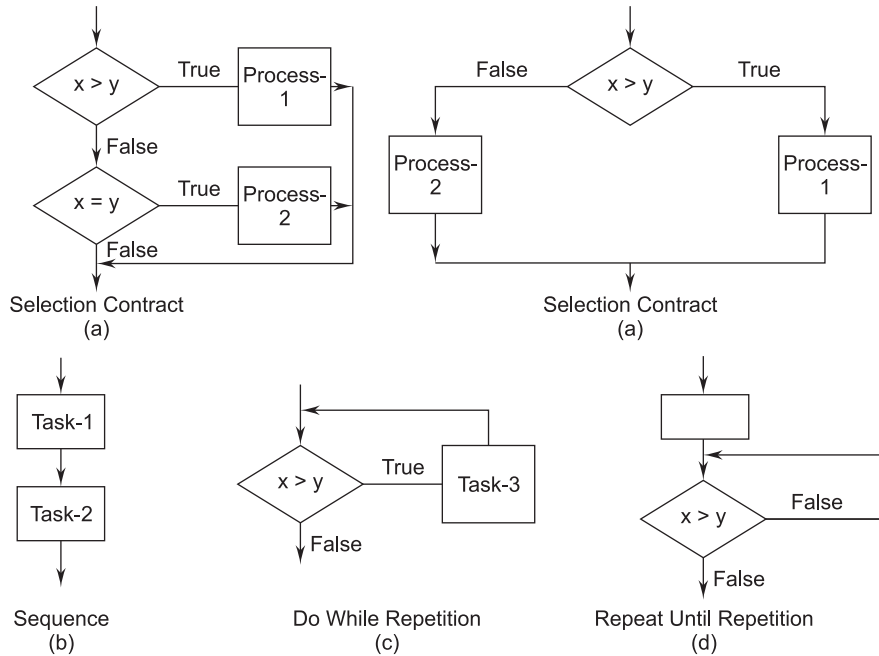 x > y
True
Process-
1
False
x = y
True
Process-
2
False
Selection Contract
(a)
False
x > y
True
Process-
2
Process-
1
Selection Contract
(a)
Task-1
Task-2
Sequence
(b)
x > y
True
Task-3
False
Do While Repetition
(c)
x > y
False
False
Repeat Until Repetition
(d)